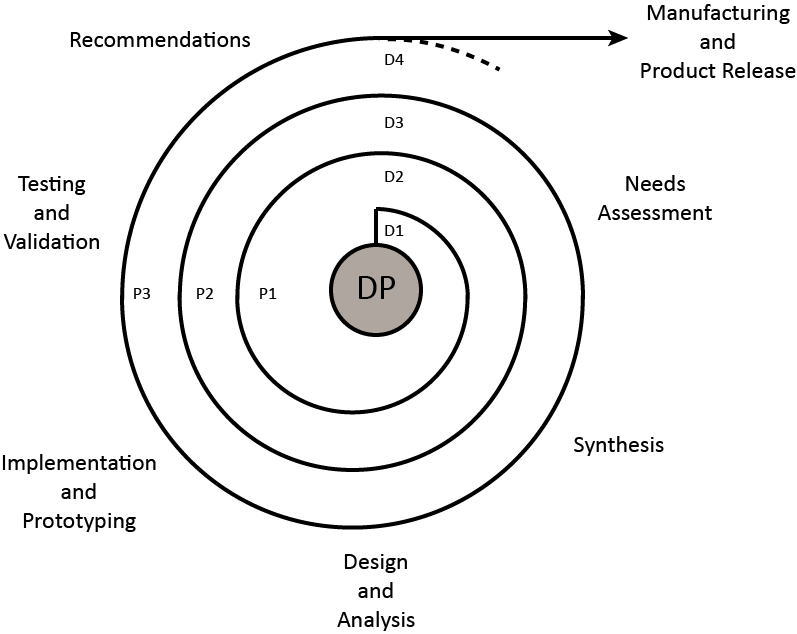 Manufacturing
and
Product Release
Recommendations
D4
D3
D2
D1
Testing
and
Validation
Needs
Assessment
P3
P2
P1
DP
Synthesis
Implementation
and
Prototyping
Design
and
Analysis